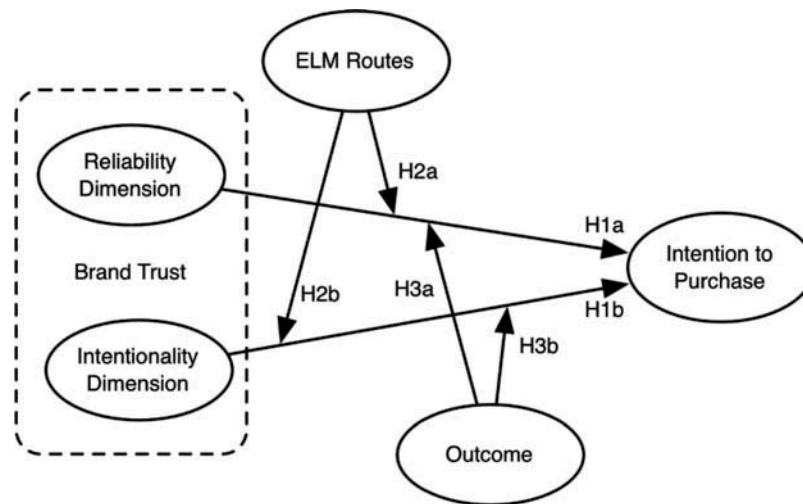 ELM Routes
Reliability
Dimension
H2a
H1a
Intention to
Purchase
Brand Trust
H2b
H3a
H1b
Intentionality
Dimension
H3b
Outcome